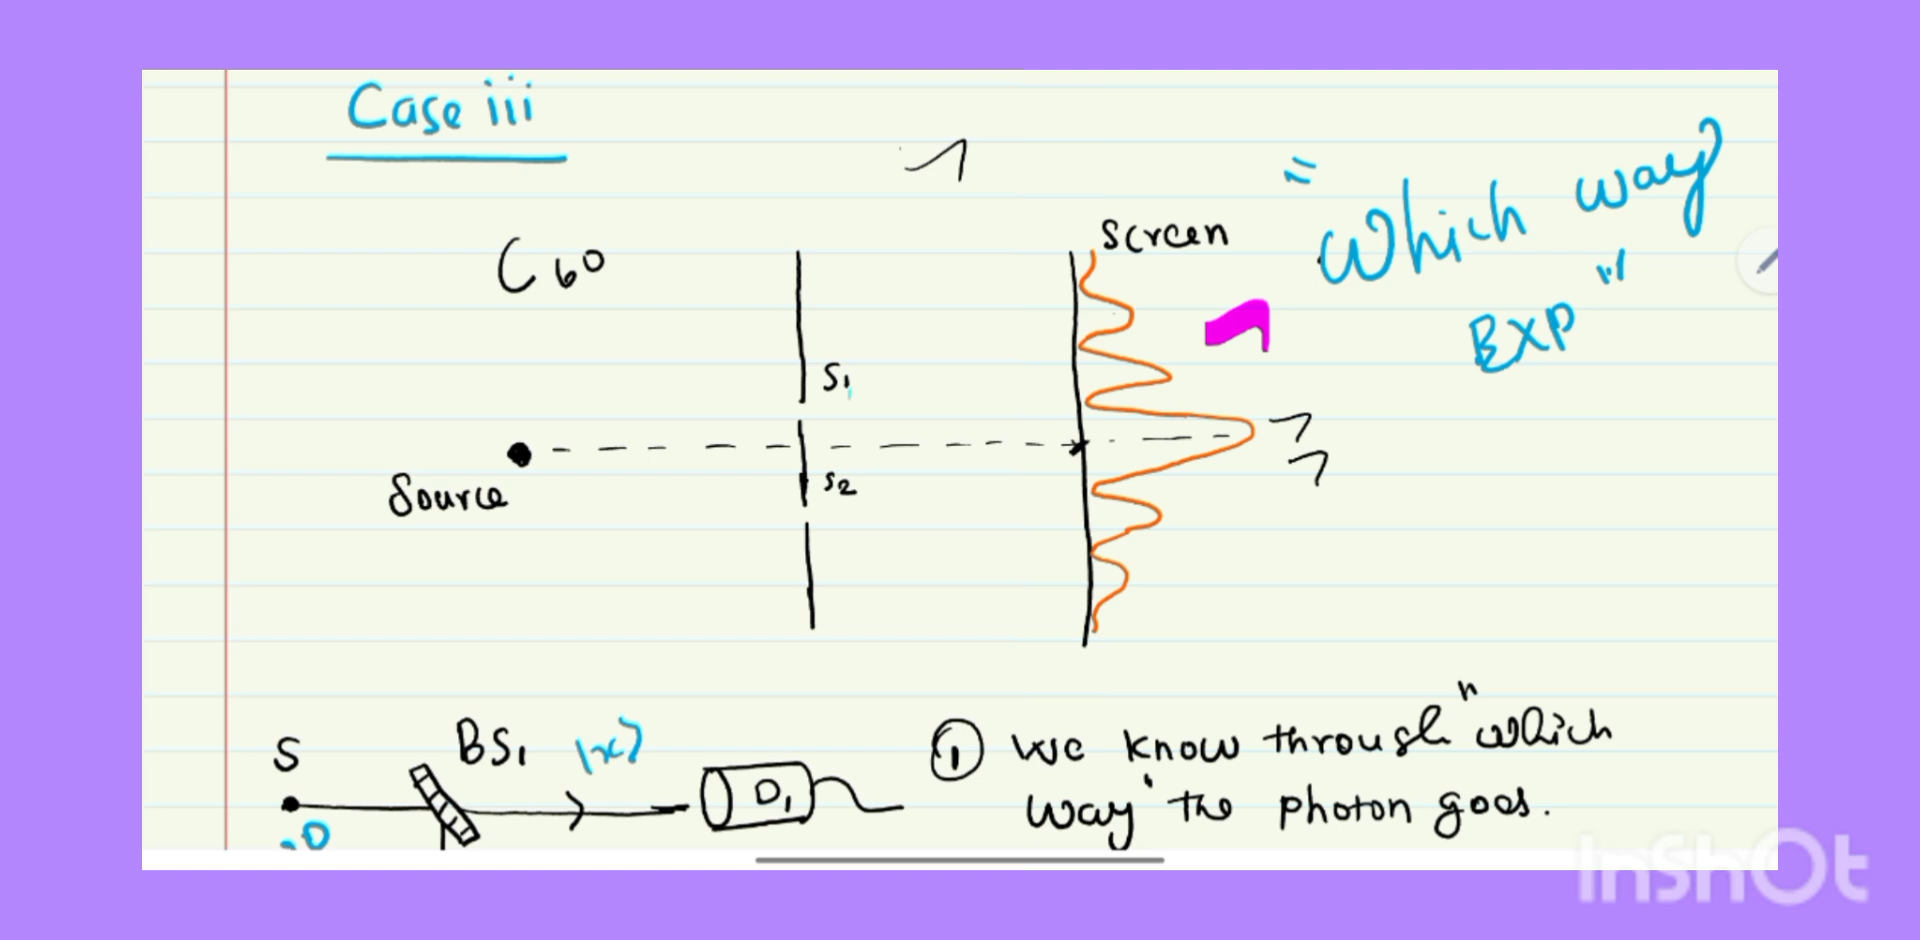 Case iii
"Which way
Exp"
C60
Screen
S1
Source
S2
S
BS1
|x>
D1
① We know through "which
way" the photon goes.
InShOt